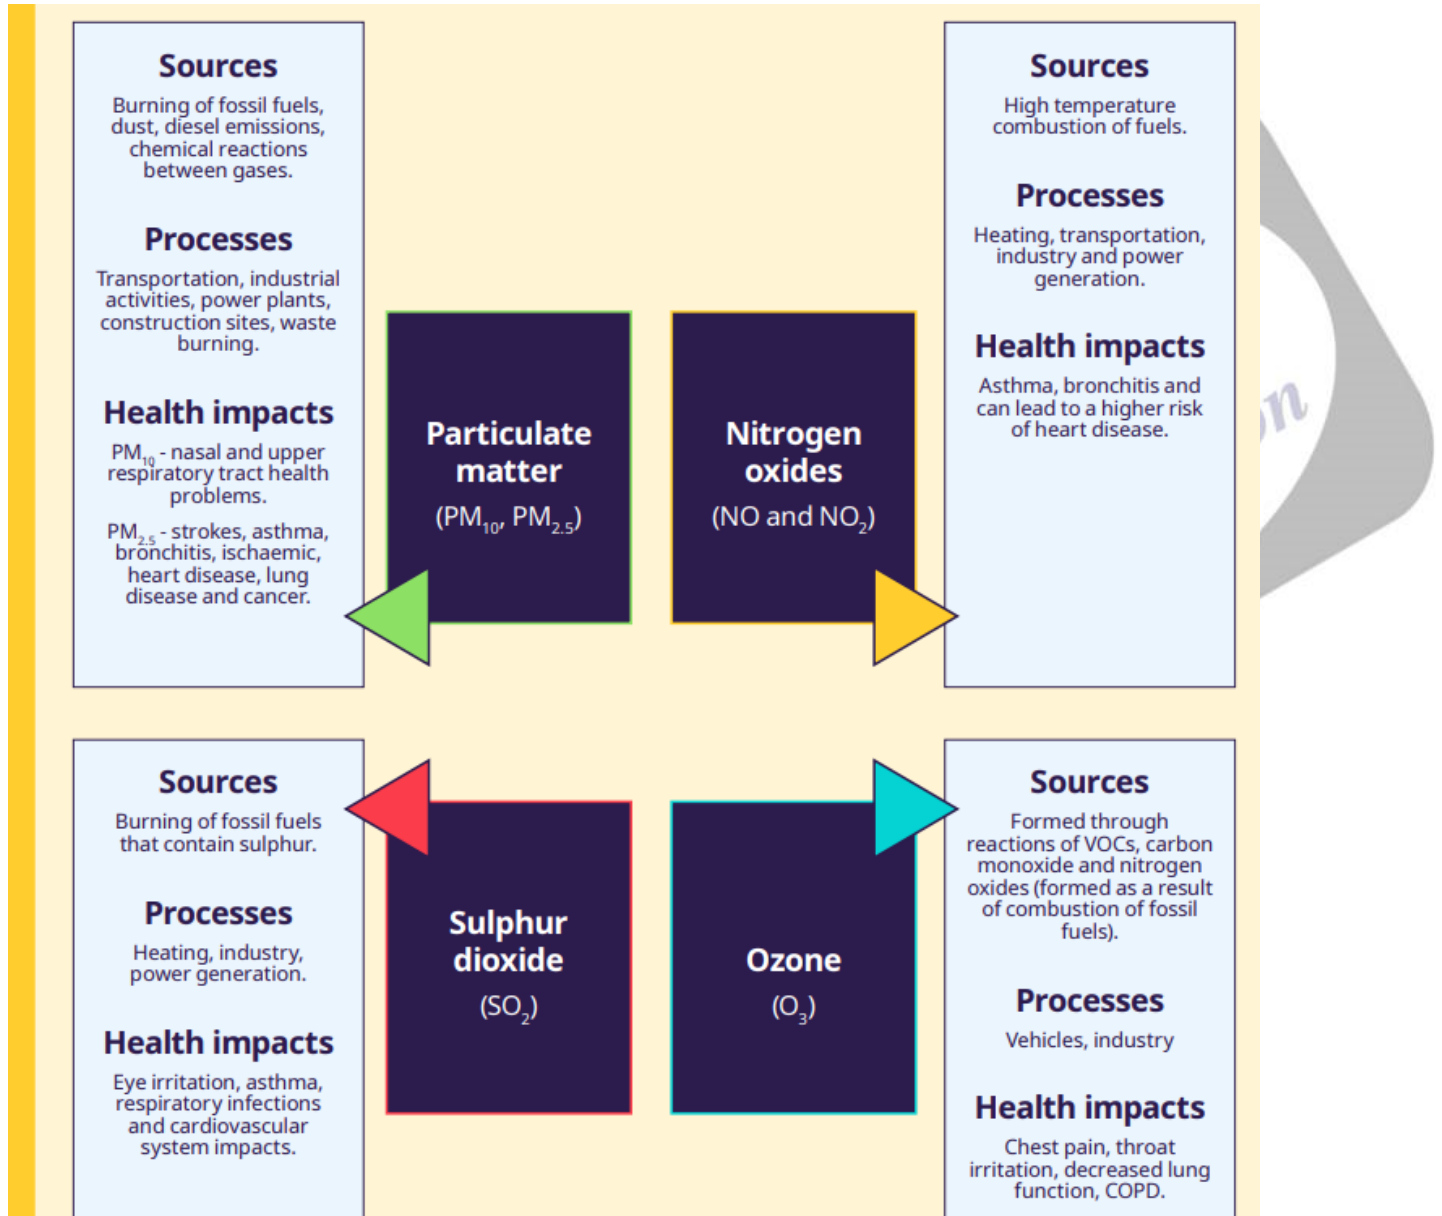 Sources
Burning of fossil fuels,
dust, diesel emissions,
chemical reactions
between gases.
Processes
Transportation, industrial
activities, power plants,
construction sites, waste
burning.
Health impacts
PM10 - nasal and upper
respiratory tract health
problems.
PM2.5 - strokes, asthma,
bronchitis, ischaemic,
heart disease, lung
disease and cancer.
Particulate
matter
(PM10, PM2.5)
Nitrogen
oxides
(NO and NO2)
Sources
High temperature
combustion of fuels.
Processes
Heating, transportation,
industry and power
generation.
Health impacts
Asthma, bronchitis and
can lead to a higher risk
of heart disease.
Sources
Burning of fossil fuels
that contain sulphur.
Processes
Heating, industry,
power generation.
Health impacts
Eye irritation, asthma,
respiratory infections
and cardiovascular
system impacts.
Sulphur
dioxide
(SO2)
Ozone
(O3)
Sources
Formed through
reactions of VOCs, carbon
monoxide and nitrogen
oxides (formed as a result
of combustion of fossil
fuels).
Processes
Vehicles, industry
Health impacts
Chest pain, throat
irritation, decreased lung
function, COPD.